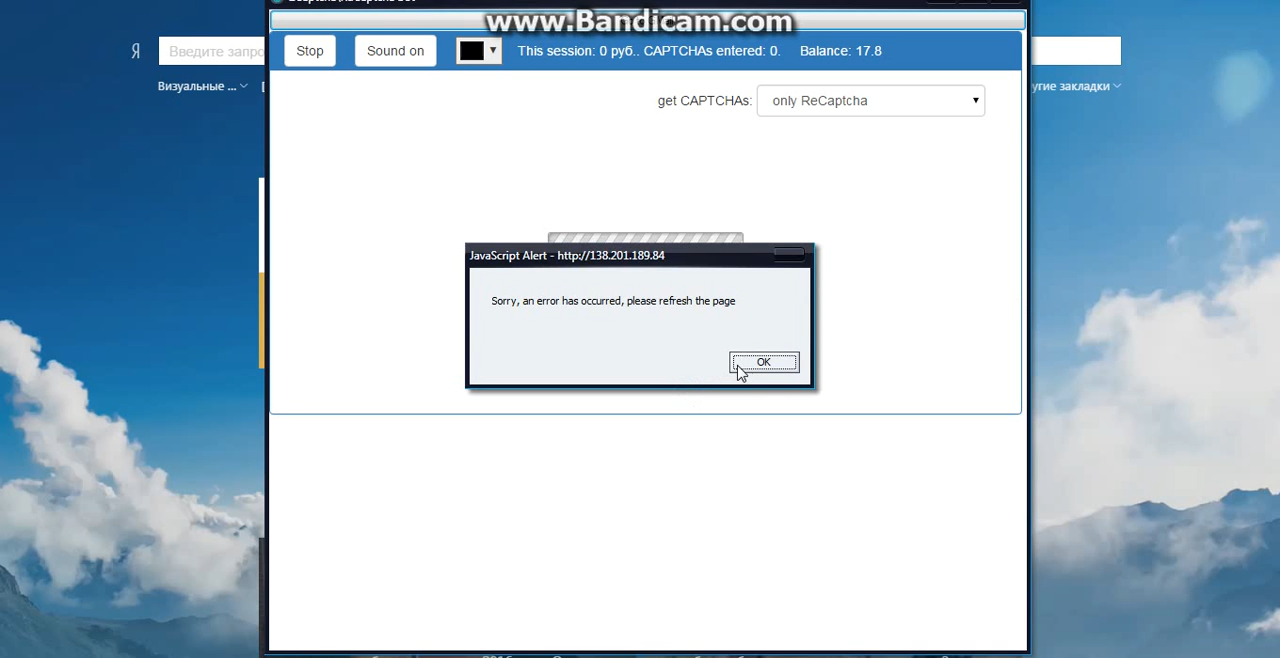 www.Bandicam.com
Я
Введите запро
Stop
Sound on
This session: 0 руб.. CAPTCHAs entered: 0.
Balance: 17.8
Визуальные ...
угие закладки
get CAPTCHAs:
only ReCaptcha
JavaScript Alert - http://138.201.189.84
Sorry, an error has occurred, please refresh the page
OK